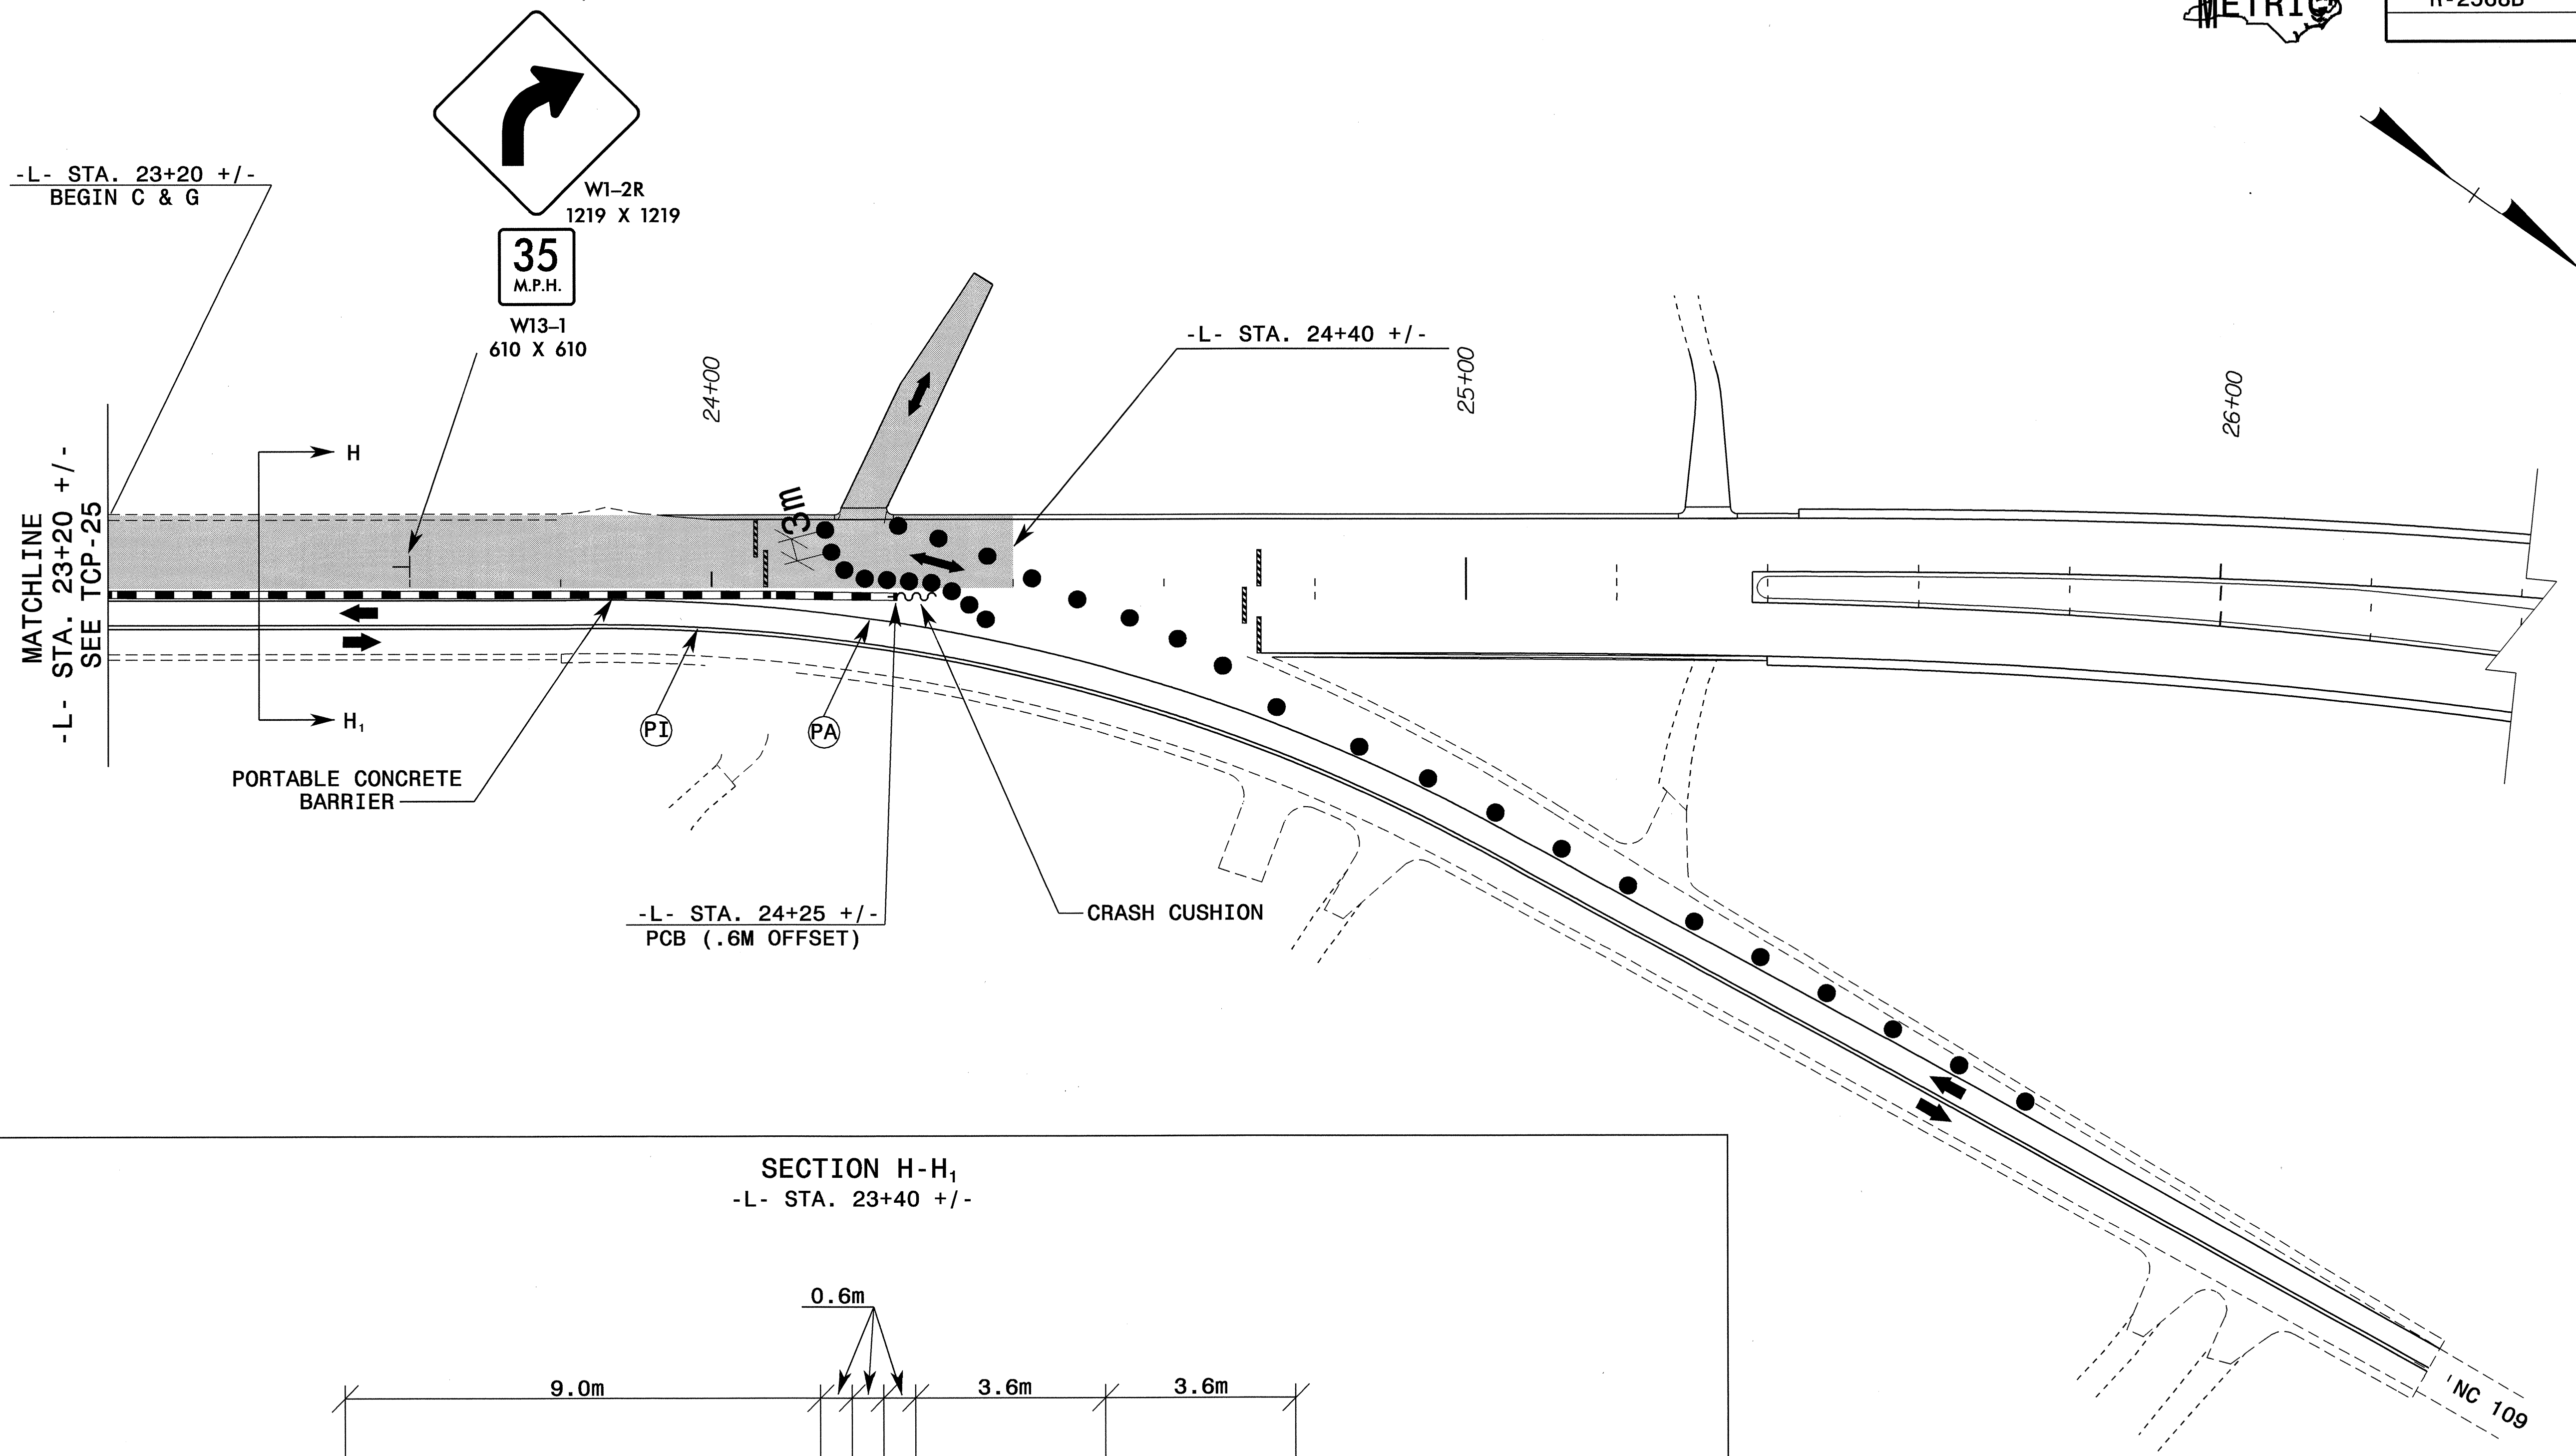 METRIC
R-2568B
W1-2R
1219 X 1219
35
M.P.H.
W13-1
610 X 610
-L- STA. 23+20 +/-
BEGIN C & G
-L- STA. 24+40 +/-
24+00
25+00
26+00
H
H₁
MATCHLINE
-L- STA. 23+20 +/-
SEE TCP-25
3m
PI
PA
PORTABLE CONCRETE
BARRIER
-L- STA. 24+25 +/-
PCB (.6M OFFSET)
CRASH CUSHION
NC 109
SECTION H-H₁
-L- STA. 23+40 +/-
0.6m
9.0m
3.6m
3.6m